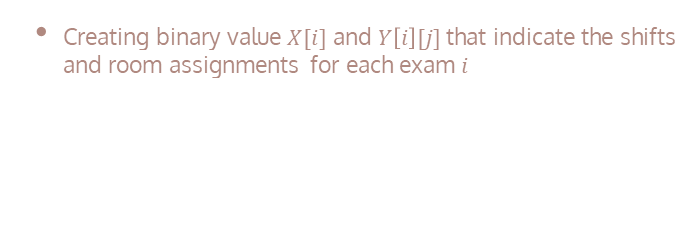 • Creating binary value X[i] and Y[i][j] that indicate the shifts
and room assignments for each exam i